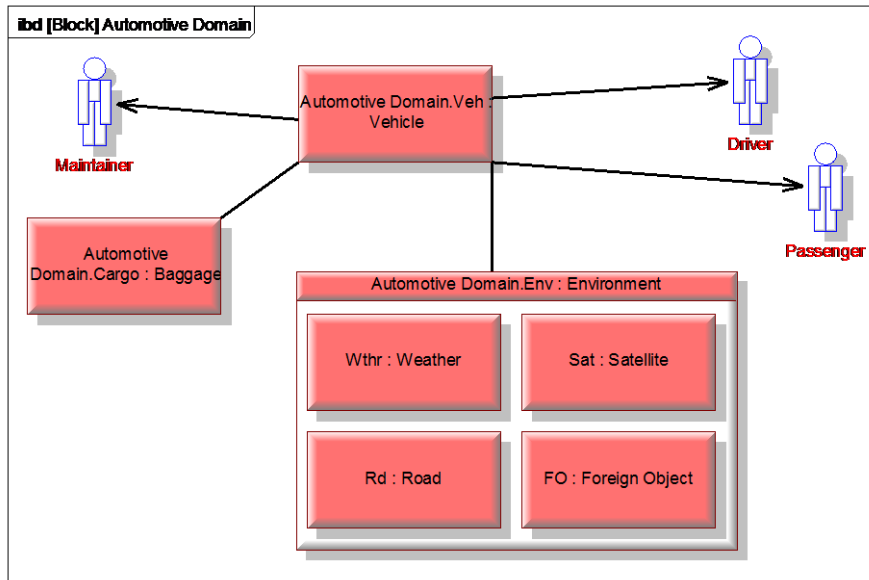 ibd [Block] Automotive Domain
Maintainer
Automotive Domain.Veh :
Vehicle
Driver
Passenger
Automotive
Domain.Cargo : Baggage
Automotive Domain.Env : Environment
Wthr : Weather
Sat : Satellite
Rd : Road
FO : Foreign Object